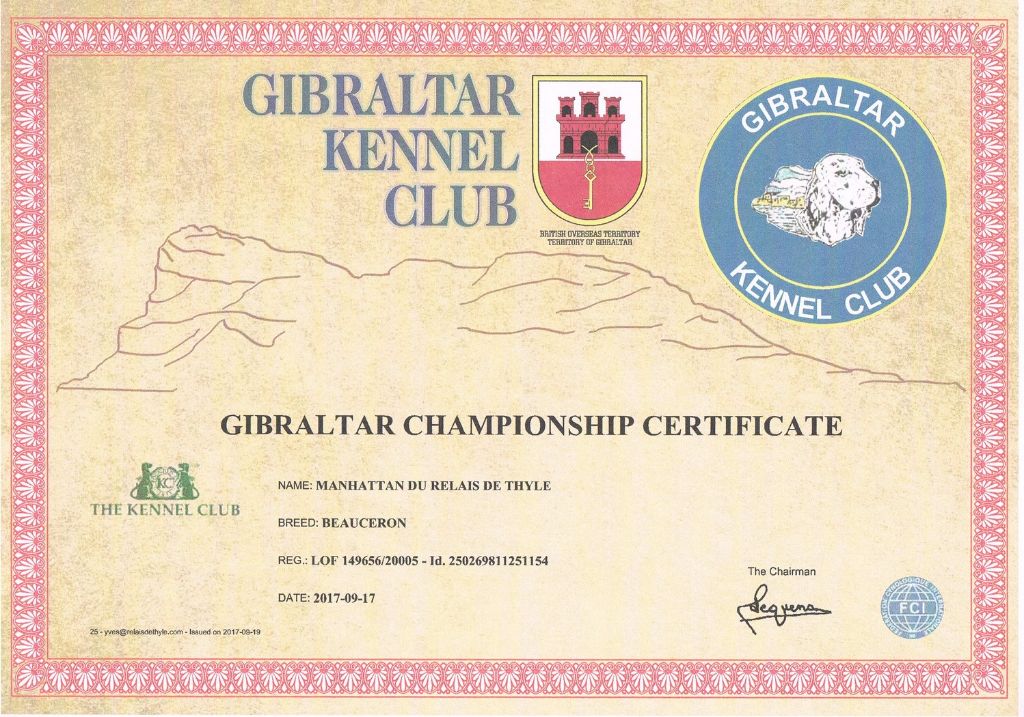 GIBRALTAR
KENNEL
CLUB
BRITISH OVERSEAS TERRITORY
TERRITORY OF GIBRALTAR
GIBRALTAR
KENNEL CLUB
GIBRALTAR CHAMPIONSHIP CERTIFICATE
KC
THE KENNEL CLUB
NAME: MANHATTAN DU RELAIS DE THYLE
BREED: BEAUCERON
REG.: LOF 149656/20005 - Id. 250269811251154
DATE: 2017-09-17
The Chairman
FCI
25 - yves@relaisdethyle.com - Issued on 2017-09-19